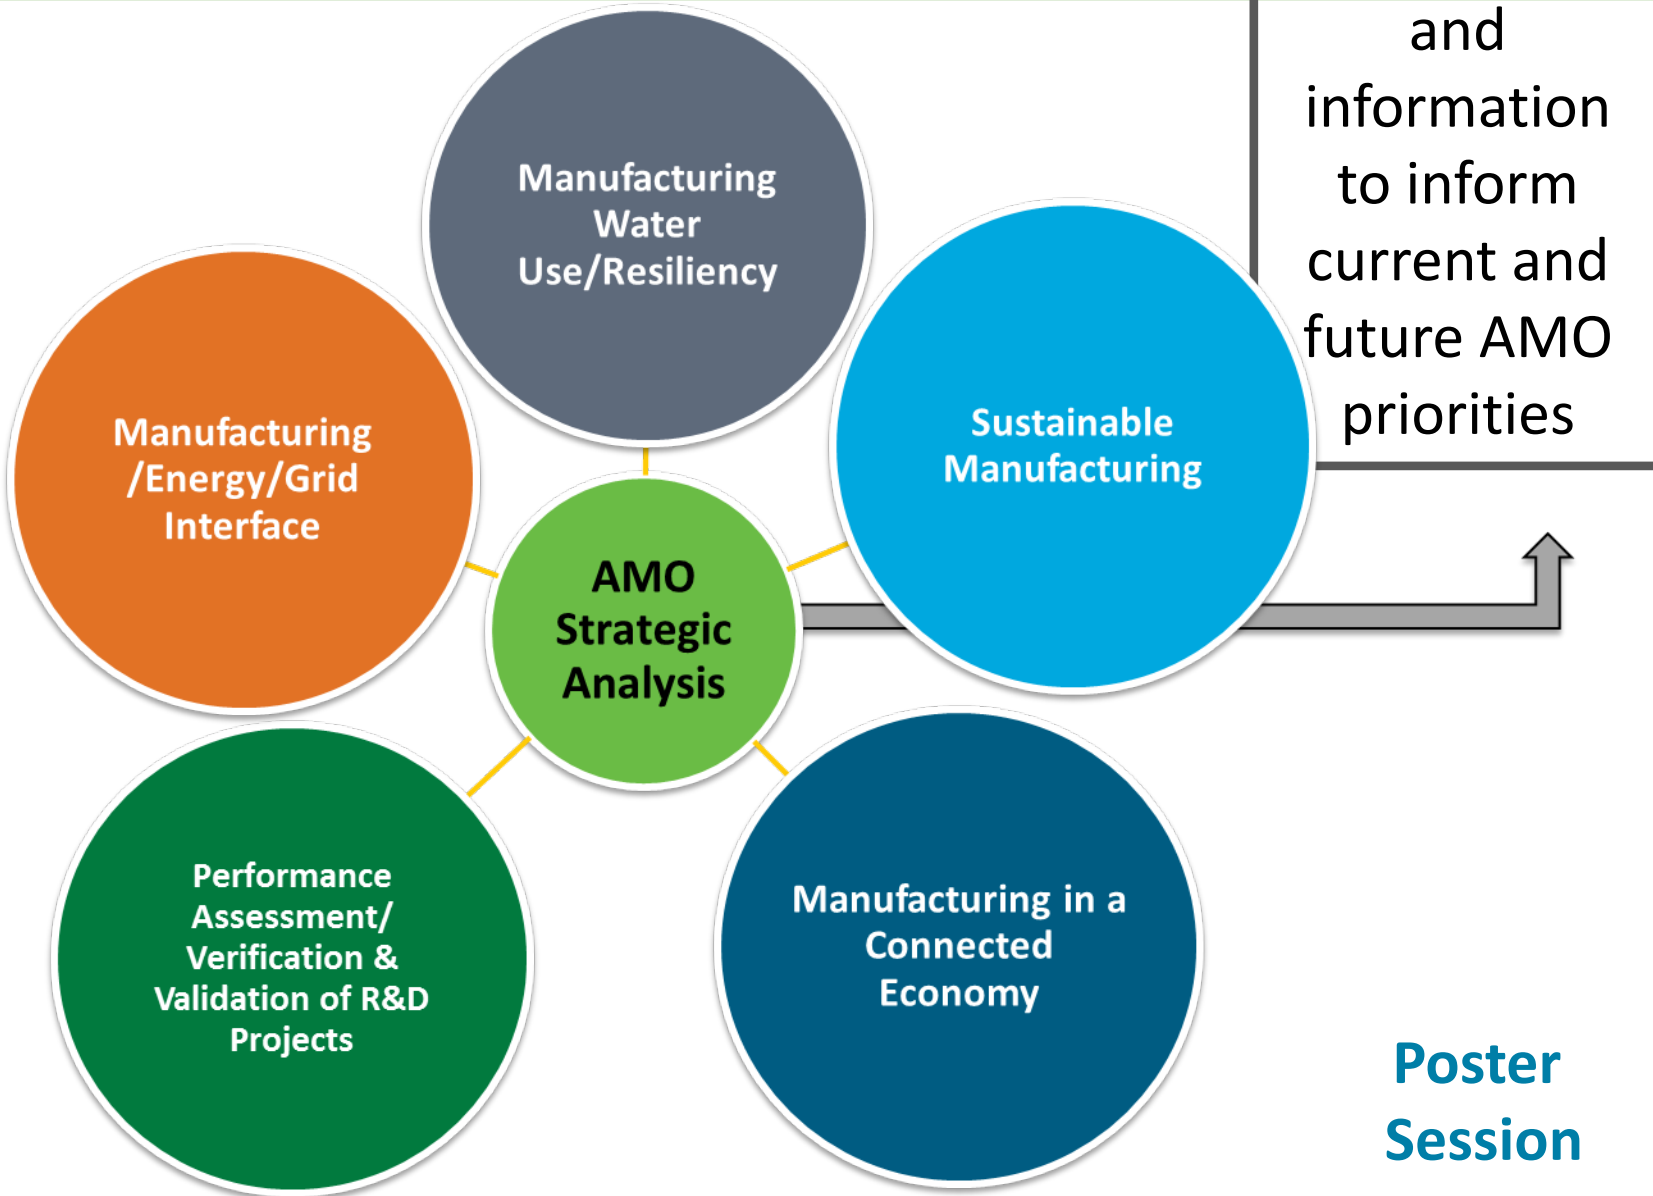 and
information
to inform
current and
future AMO
priorities
Manufacturing
Water
Use/Resiliency
Sustainable
Manufacturing
Manufacturing
/Energy/Grid
Interface
AMO
Strategic
Analysis
Performance
Assessment/
Verification &
Validation of R&D
Projects
Manufacturing in a
Connected
Economy
Poster
Session